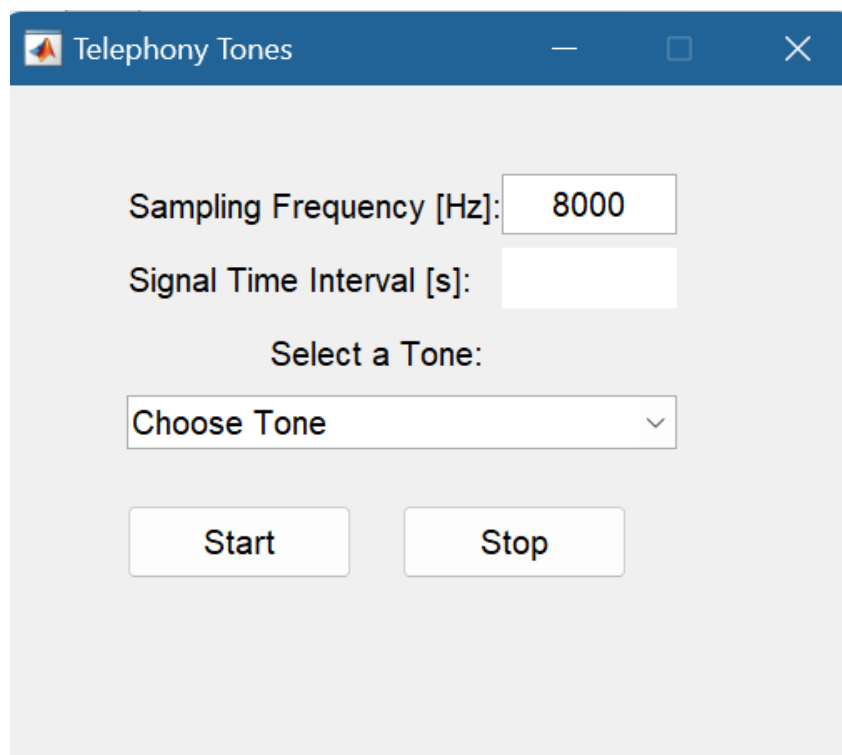 Telephony Tones
Sampling Frequency [Hz]: 8000
Signal Time Interval [s]:
Select a Tone:
Choose Tone
Start Stop